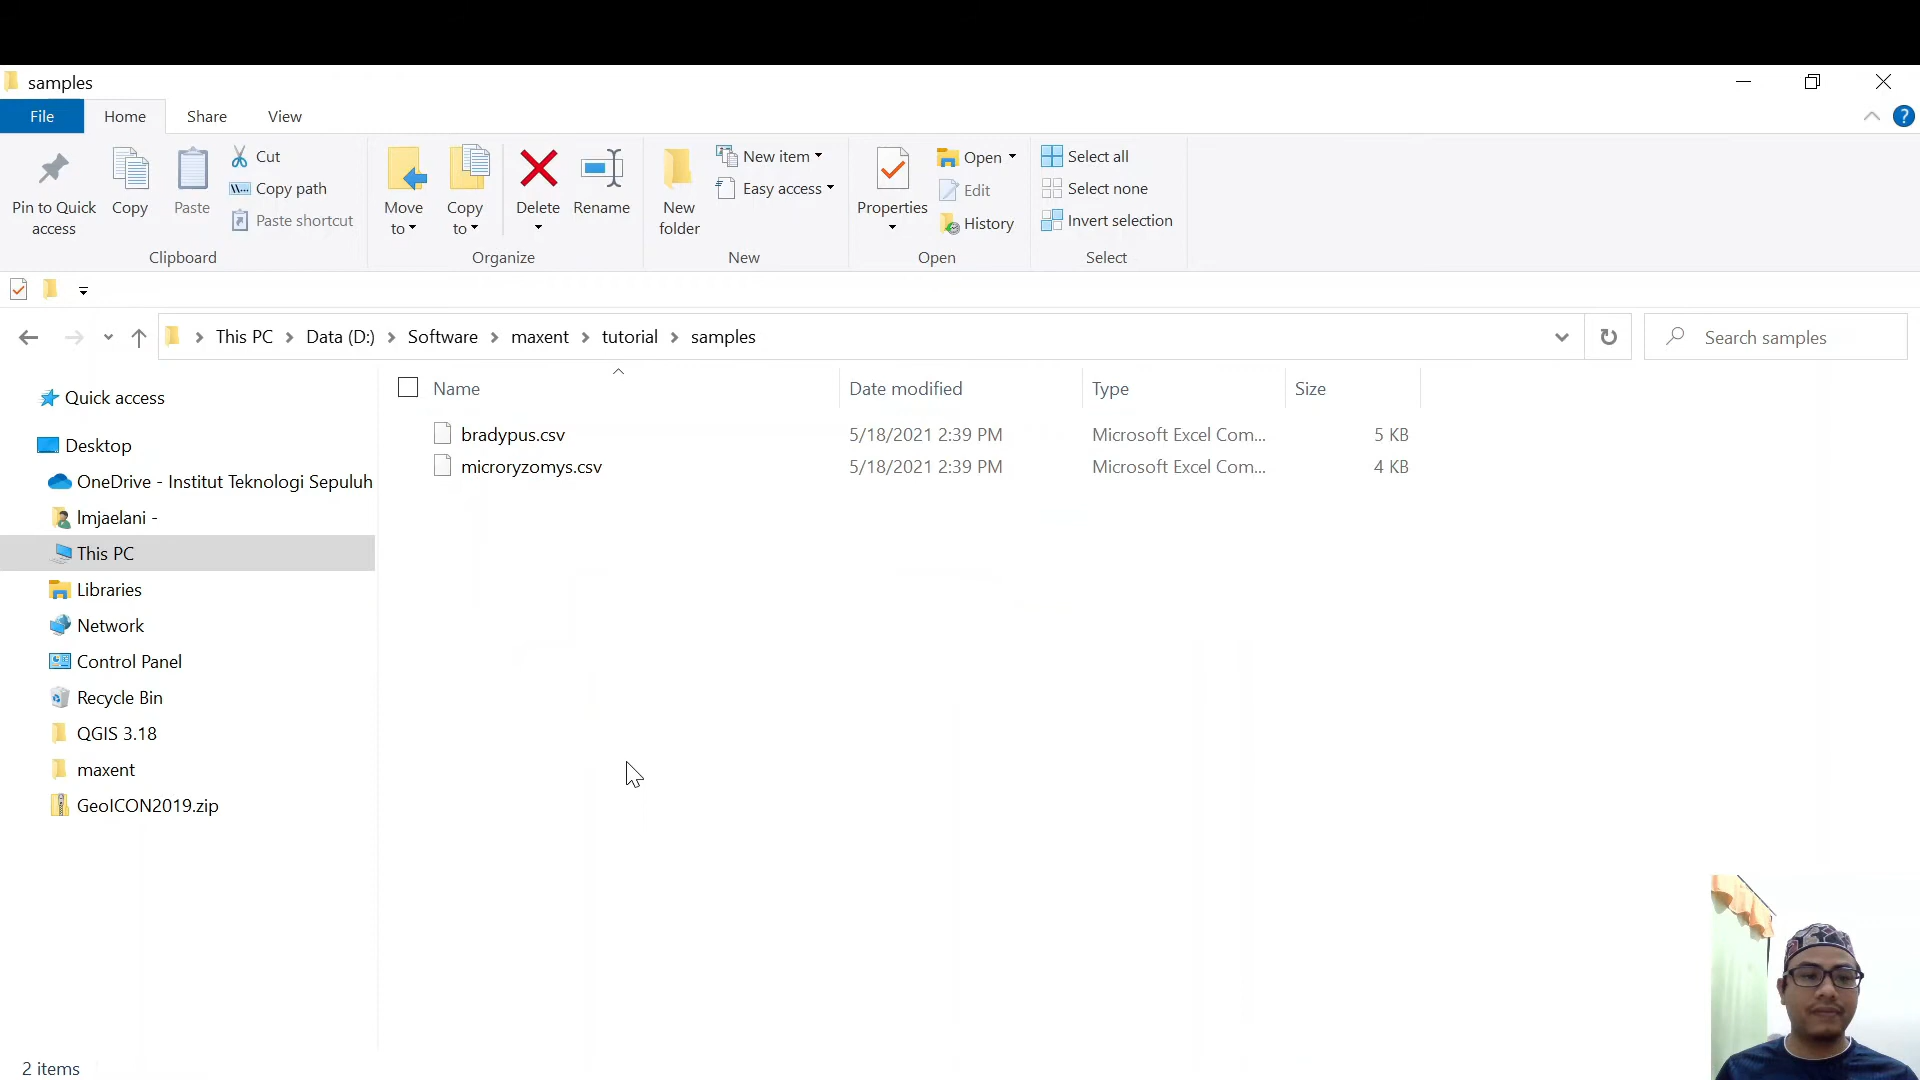 samples
File Home Share View
Pin to Quick access
Copy
Paste
Cut
Copy path
Paste shortcut
Clipboard
Move to
Copy to
Delete
Rename
Organize
New folder
New item
Easy access
New
Properties
Open
Edit
History
Open
Select all
Select none
Invert selection
Select
This PC > Data (D:) > Software > maxent > tutorial > samples
Search samples
Name Date modified Type Size
bradypus.csv 5/18/2021 2:39 PM Microsoft Excel Com... 5 KB
microryzomys.csv 5/18/2021 2:39 PM Microsoft Excel Com... 4 KB
Quick access
Desktop
OneDrive - Institut Teknologi Sepuluh
lmjaelani -
This PC
Libraries
Network
Control Panel
Recycle Bin
QGIS 3.18
maxent
GeoICON2019.zip
2 items